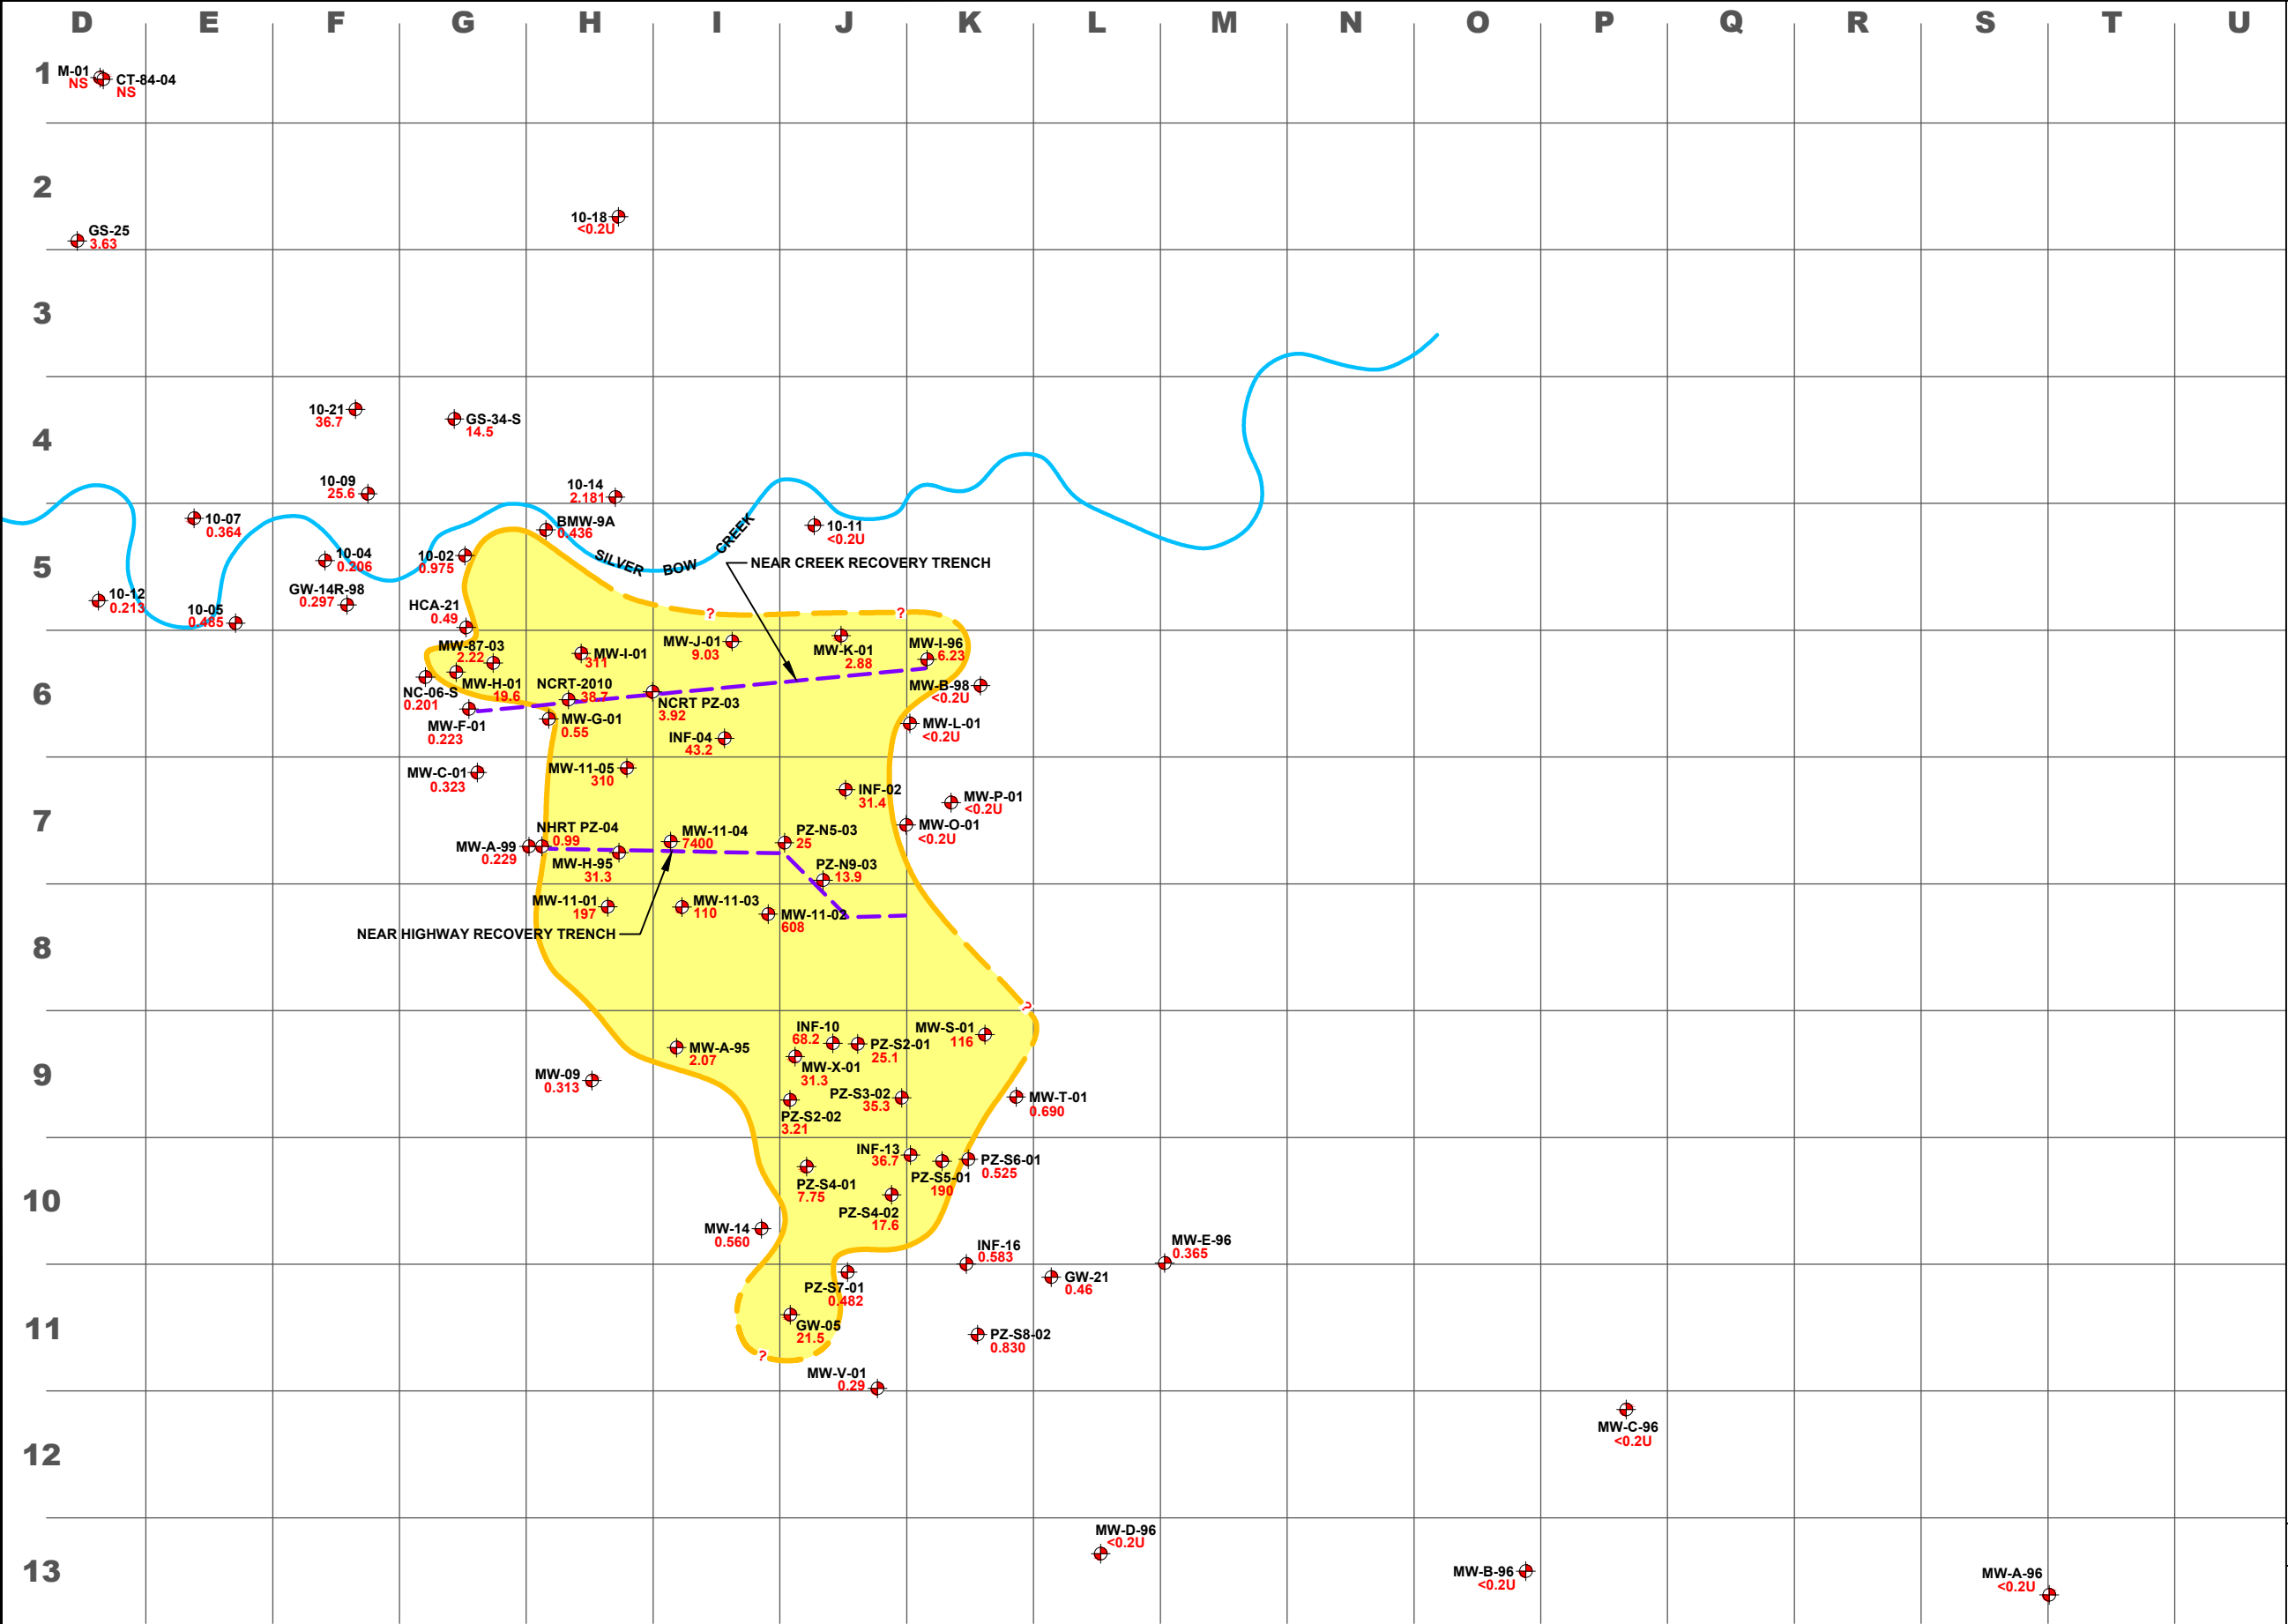 D E F G H I J K L M N O P Q R S T U
1
M-01
NS
CT-84-04
NS
2
10-18
<0.2U
GS-25
3.63
3
4
10-21
36.7
GS-34-S
14.5
10-09
25.6
10-14
2.181
10-07
0.364
BMW-9A
0.436
10-11
<0.2U
SILVER BOW CREEK
5
10-04
0.206
10-02
0.975
NEAR CREEK RECOVERY TRENCH
GW-14R-98
0.297
10-12
0.213
10-05
0.465
HCA-21
0.49
?
?
MW-87-03
2.22
MW-I-01
311
MW-J-01
9.03
MW-K-01
2.88
MW-I-96
6.23
6
NC-06-S
0.201
MW-H-01
19.6
NCRT-2010
38.7
MW-B-98
<0.2U
NCRT PZ-03
3.92
MW-F-01
0.223
MW-G-01
0.55
MW-L-01
<0.2U
INF-04
43.2
MW-C-01
0.323
MW-11-05
310
INF-02
31.4
MW-P-01
<0.2U
7
NHRT PZ-04
0.99
MW-11-04
7400
PZ-N5-03
25
MW-O-01
<0.2U
MW-A-99
0.229
MW-H-95
31.3
PZ-N9-03
13.9
MW-11-01
197
MW-11-03
110
MW-11-02
608
NEAR HIGHWAY RECOVERY TRENCH
8
?
INF-10
68.2
MW-S-01
116
MW-A-95
2.07
PZ-S2-01
25.1
MW-X-01
31.3
9
MW-09
0.313
PZ-S3-02
35.3
MW-T-01
0.690
PZ-S2-02
3.21
INF-13
36.7
PZ-S6-01
0.525
PZ-S4-01
7.75
PZ-S5-01
190
10
PZ-S4-02
17.6
MW-14
0.560
INF-16
0.583
MW-E-96
0.365
GW-21
0.46
PZ-S7-01
0.482
11
GW-05
21.5
PZ-S8-02
0.830
?
MW-V-01
0.29
MW-C-96
<0.2U
12
MW-D-96
<0.2U
13
MW-B-96
<0.2U
MW-A-96
<0.2U